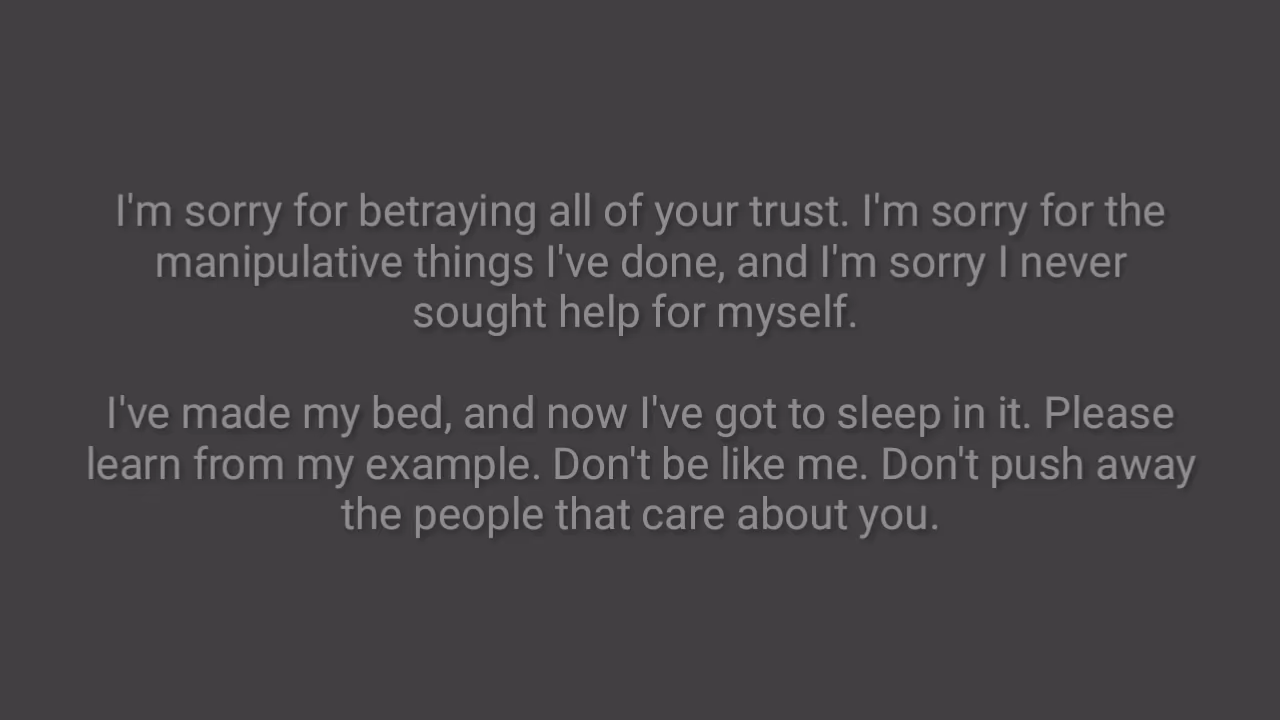 I'm sorry for betraying all of your trust. I'm sorry for the
manipulative things I've done, and I'm sorry I never
sought help for myself.
I've made my bed, and now I've got to sleep in it. Please
learn from my example. Don't be like me. Don't push away
the people that care about you.